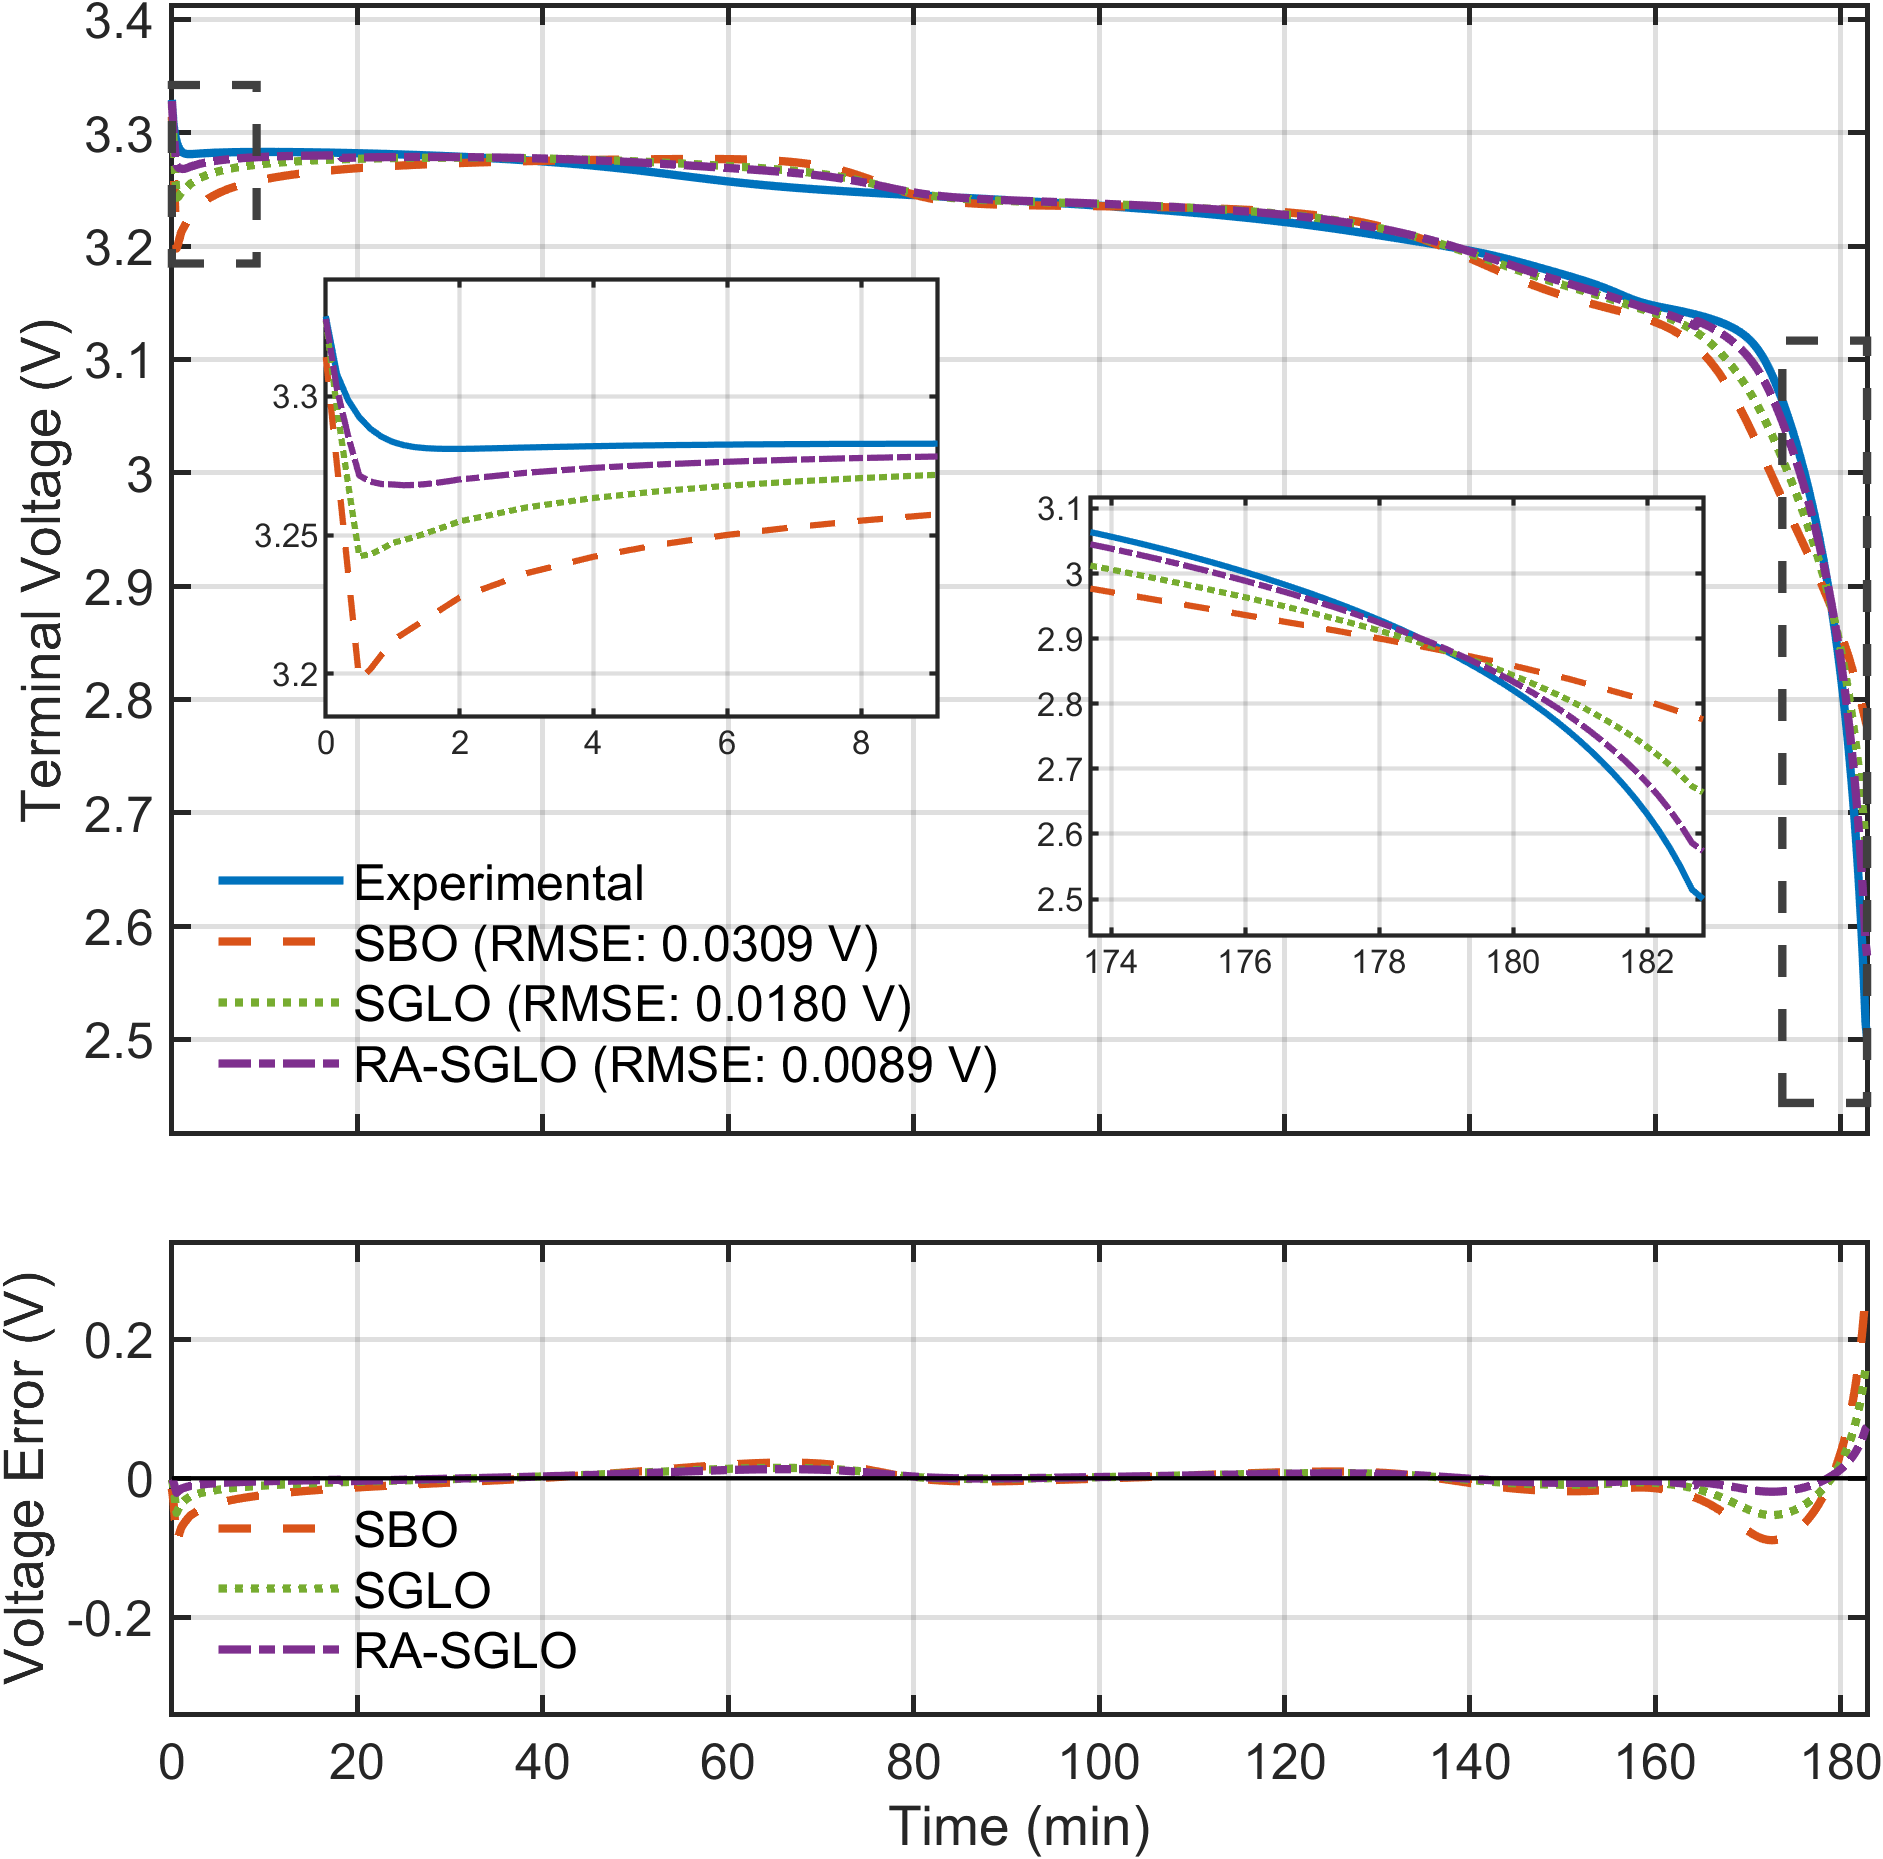 Terminal Voltage (V)
3.4
3.3
3.2
3.1
3
2.9
2.8
2.7
2.6
2.5
3.3
3.25
3.2
0 2 4 6 8
3.1
3
2.9
2.8
2.7
2.6
2.5
174 176 178 180 182
Experimental
SBO (RMSE: 0.0309 V)
SGLO (RMSE: 0.0180 V)
RA-SGLO (RMSE: 0.0089 V)
Voltage Error (V)
0.2
0
-0.2
SBO
SGLO
RA-SGLO
0 20 40 60 80 100 120 140 160 180
Time (min)